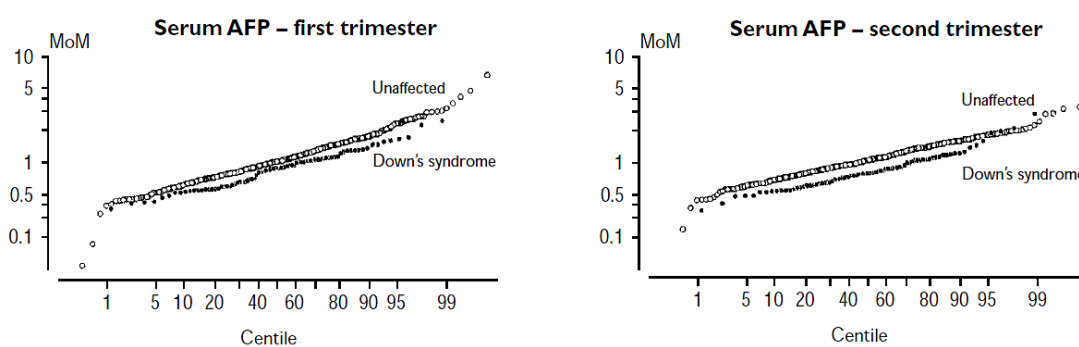 Serum AFP – first trimester
MoM
10
5
1
0.5
0.1
Unaffected
Down's syndrome
1 5 10 20 40 60 80 90 95 99
Centile
Serum AFP – second trimester
MoM
10
5
1
0.5
0.1
Unaffected
Down's syndrome
1 5 10 20 40 60 80 90 95 99
Centile